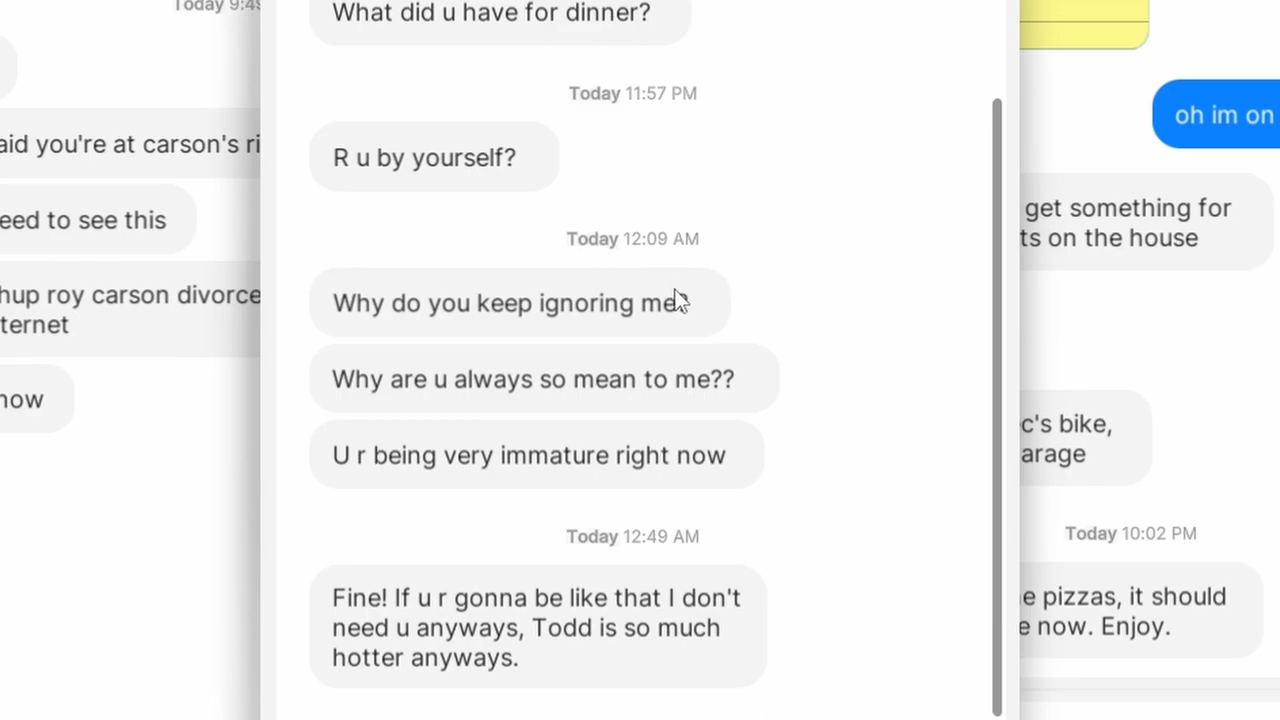 Today 9:49
aid you're at carson's ri
eed to see this
hup roy carson divorce
ternet
now
What did u have for dinner?
Today 11:57 PM
R u by yourself?
Today 12:09 AM
Why do you keep ignoring me?
Why are u always so mean to me??
U r being very immature right now
Today 12:49 AM
Fine! If u r gonna be like that I don't
need u anyways, Todd is so much
hotter anyways.
oh im on
get something for
ts on the house
c's bike,
arage
Today 10:02 PM
e pizzas, it should
e now. Enjoy.